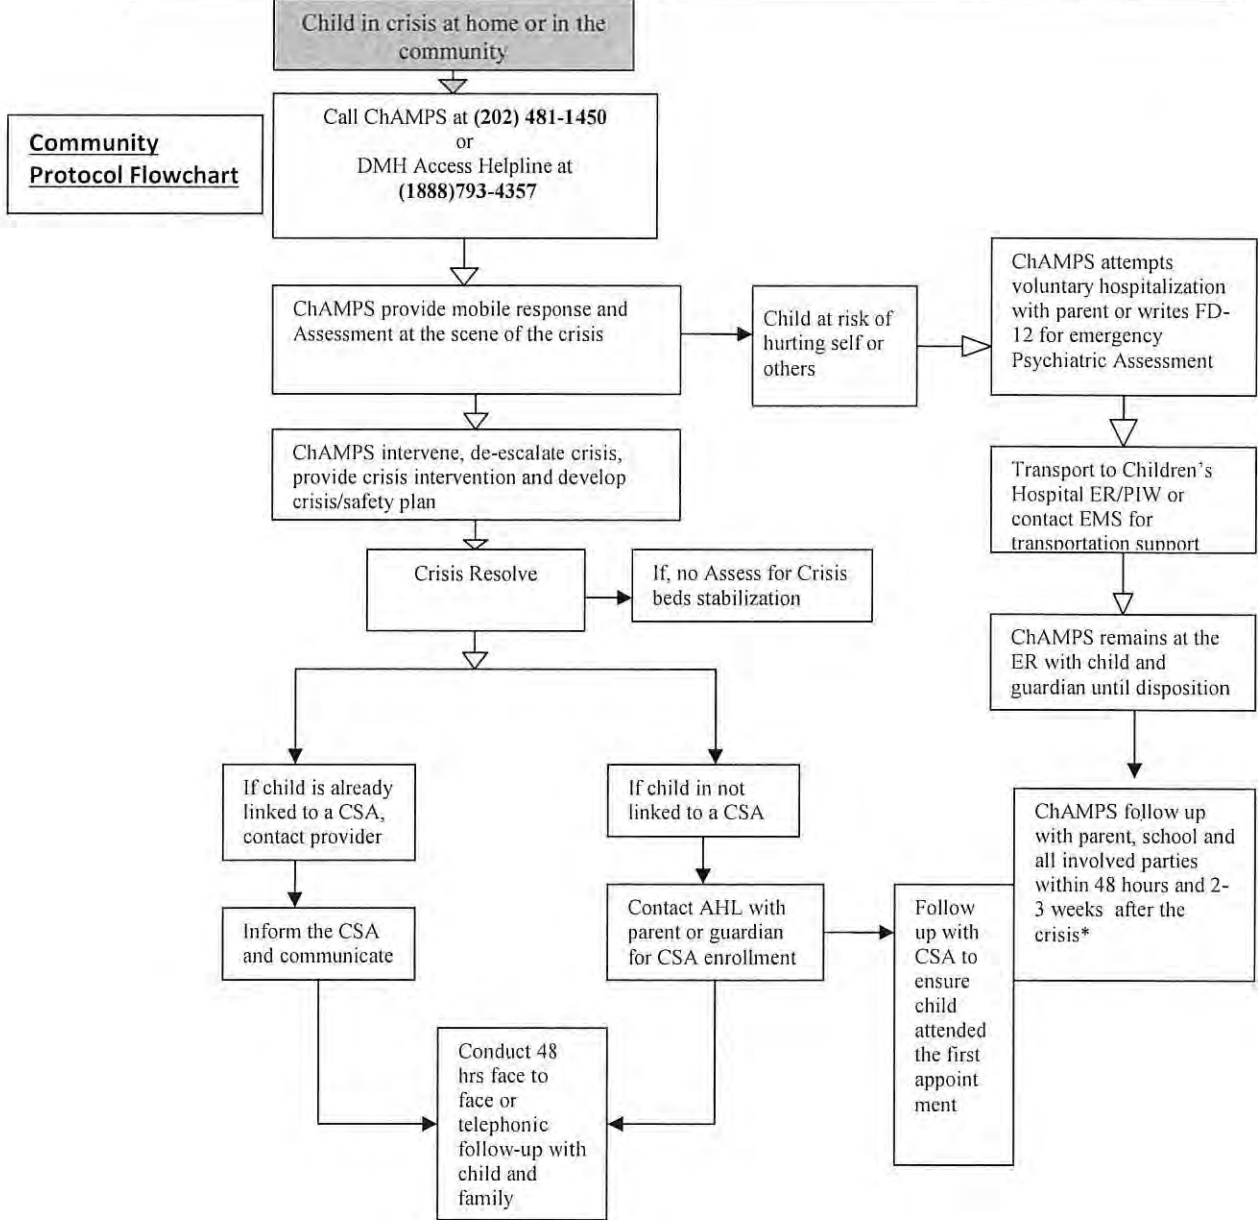 Child in crisis at home or in the
community
Community
Protocol Flowchart
Call ChAMPS at (202) 481-1450
or
DMH Access Helpline at
(1888)793-4357
ChAMPS provide mobile response and
Assessment at the scene of the crisis
Child at risk of
hurting self or
others
ChAMPS attempts
voluntary hospitalization
with parent or writes FD-
12 for emergency
Psychiatric Assessment
ChAMPS intervene, de-escalate crisis,
provide crisis intervention and develop
crisis/safety plan
Transport to Children's
Hospital ER/PIW or
contact EMS for
transportation support
Crisis Resolve
If, no Assess for Crisis
beds stabilization
ChAMPS remains at the
ER with child and
guardian until disposition
If child is already
linked to a CSA,
contact provider
If child in not
linked to a CSA
ChAMPS follow up
with parent, school and
all involved parties
within 48 hours and 2-
3 weeks after the
crisis*
Inform the CSA
and communicate
Contact AHL with
parent or guardian
for CSA enrollment
Follow
up with
CSA to
ensure
child
attended
the first
appoint
ment
Conduct 48
hrs face to
face or
telephonic
follow-up with
child and
family